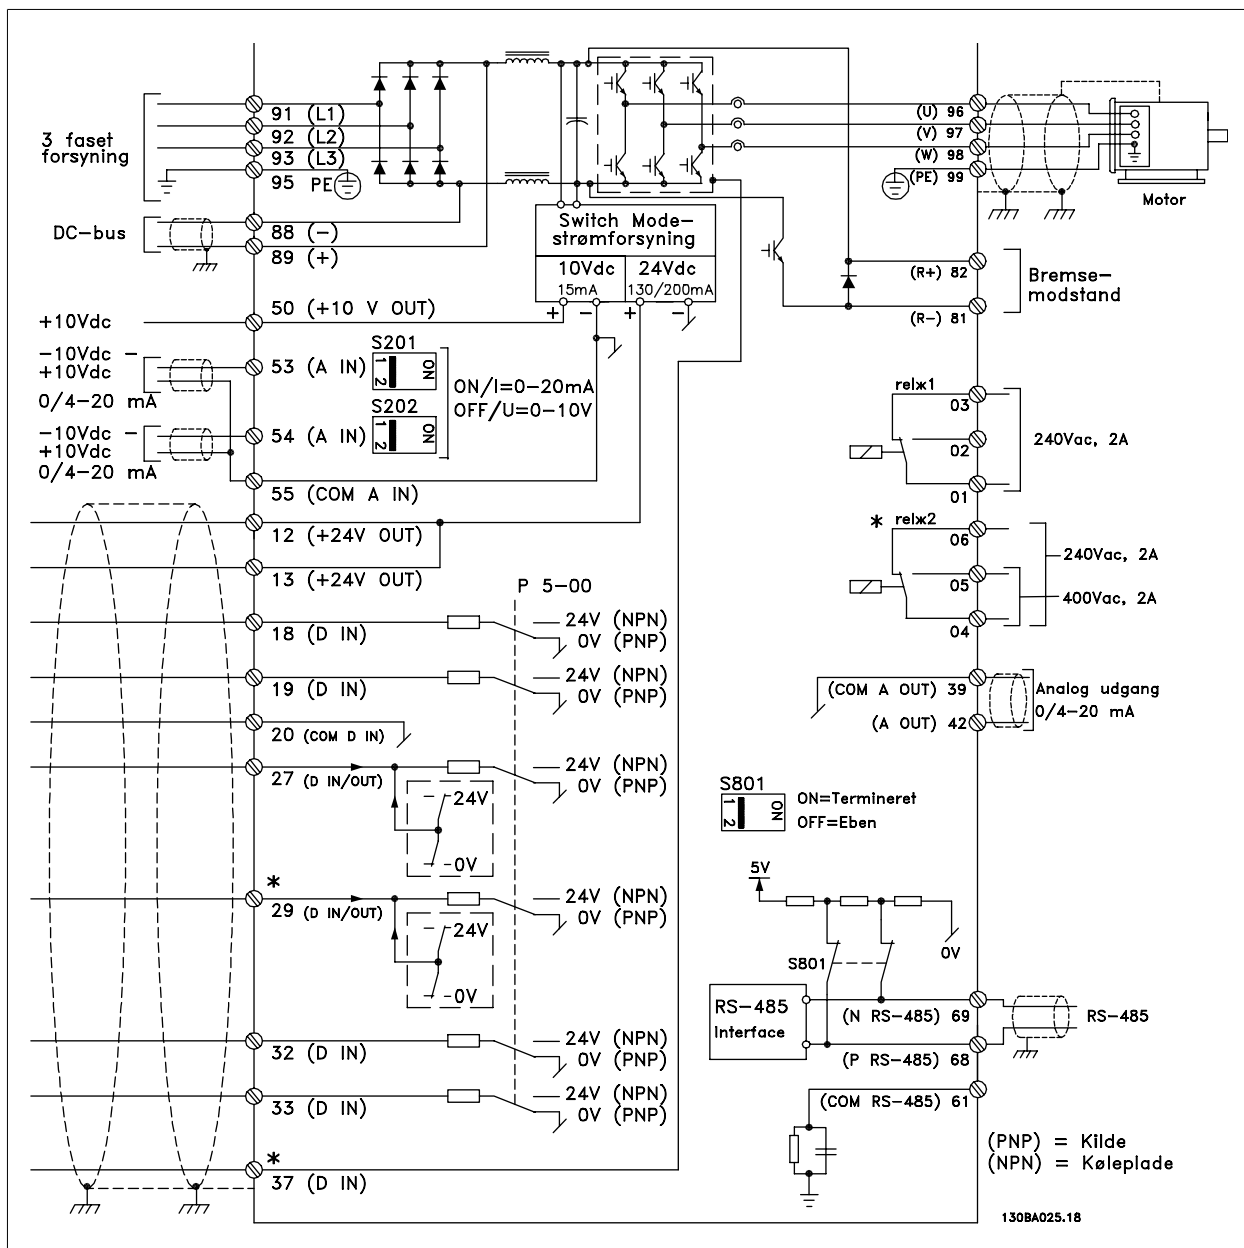 3 faset
forsyning
91 (L1)
92 (L2)
93 (L3)
95 PE
DC-bus
88 (-)
89 (+)
Switch Mode-
strømforsyning
10Vdc
15mA
24Vdc
130/200mA
+ - + -
(U) 96
(V) 97
(W) 98
(PE) 99
Motor
(R+) 82
(R-) 81
Bremse-
modstand
+10Vdc
50 (+10 V OUT)
-10Vdc -
+10Vdc
0/4-20 mA
53 (A IN)
S201
1 2 ON
ON/I=0-20mA
OFF/U=0-10V
-10Vdc -
+10Vdc
0/4-20 mA
54 (A IN)
S202
1 2 ON
55 (COM A IN)
12 (+24V OUT)
13 (+24V OUT)
P 5-00
18 (D IN)
24V (NPN)
0V (PNP)
19 (D IN)
24V (NPN)
0V (PNP)
20 (COM D IN)
27 (D IN/OUT)
24V (NPN)
0V (PNP)
24V
0V
*
29 (D IN/OUT)
24V (NPN)
0V (PNP)
24V
0V
32 (D IN)
24V (NPN)
0V (PNP)
33 (D IN)
24V (NPN)
0V (PNP)
*
37 (D IN)
relж1
03
02
01
240Vac, 2A
* relж2
06
05
04
240Vac, 2A
400Vac, 2A
(COM A OUT) 39
(A OUT) 42
Analog udgang
0/4-20 mA
S801
1 2 ON
ON=Termineret
OFF=Eben
5V
0V
S801
RS-485
Interface
(N RS-485) 69
(P RS-485) 68
RS-485
(COM RS-485) 61
(PNP) = Kilde
(NPN) = Køleplade
130BA025.18